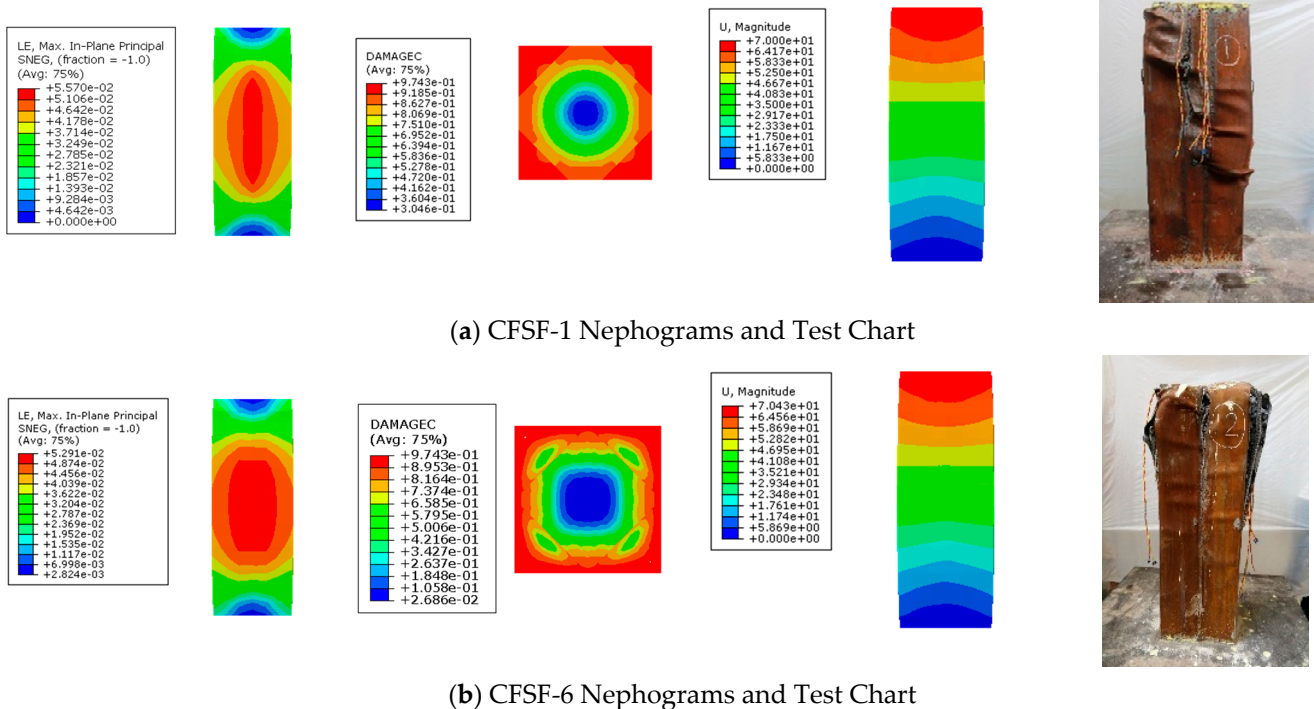 LE, Max. In-Plane Principal
SNEG, (fraction = -1.0)
(Avg: 75%)
+5.570e-02
+5.106e-02
+4.642e-02
+4.178e-02
+3.714e-02
+3.249e-02
+2.785e-02
+2.321e-02
+1.857e-02
+1.393e-02
+9.284e-03
+4.642e-03
+0.000e+00
DAMAGEC
(Avg: 75%)
+9.743e-01
+9.185e-01
+8.627e-01
+8.069e-01
+7.510e-01
+6.952e-01
+6.394e-01
+5.836e-01
+5.278e-01
+4.720e-01
+4.162e-01
+3.604e-01
+3.046e-01
U, Magnitude
+7.000e+01
+6.417e+01
+5.833e+01
+5.250e+01
+4.667e+01
+4.083e+01
+3.500e+01
+2.917e+01
+2.333e+01
+1.750e+01
+1.167e+01
+5.833e+00
+0.000e+00
1
(a) CFSF-1 Nephograms and Test Chart
LE, Max. In-Plane Principal
SNEG, (fraction = -1.0)
(Avg: 75%)
+5.291e-02
+4.874e-02
+4.456e-02
+4.039e-02
+3.622e-02
+3.204e-02
+2.787e-02
+2.369e-02
+1.952e-02
+1.535e-02
+1.117e-02
+6.998e-03
+2.824e-03
DAMAGEC
(Avg: 75%)
+9.743e-01
+8.953e-01
+8.164e-01
+7.374e-01
+6.585e-01
+5.795e-01
+5.006e-01
+4.216e-01
+3.427e-01
+2.637e-01
+1.848e-01
+1.058e-01
+2.686e-02
U, Magnitude
+7.043e+01
+6.456e+01
+5.869e+01
+5.282e+01
+4.695e+01
+4.108e+01
+3.521e+01
+2.934e+01
+2.348e+01
+1.761e+01
+1.174e+01
+5.869e+00
+0.000e+00
12
(b) CFSF-6 Nephograms and Test Chart